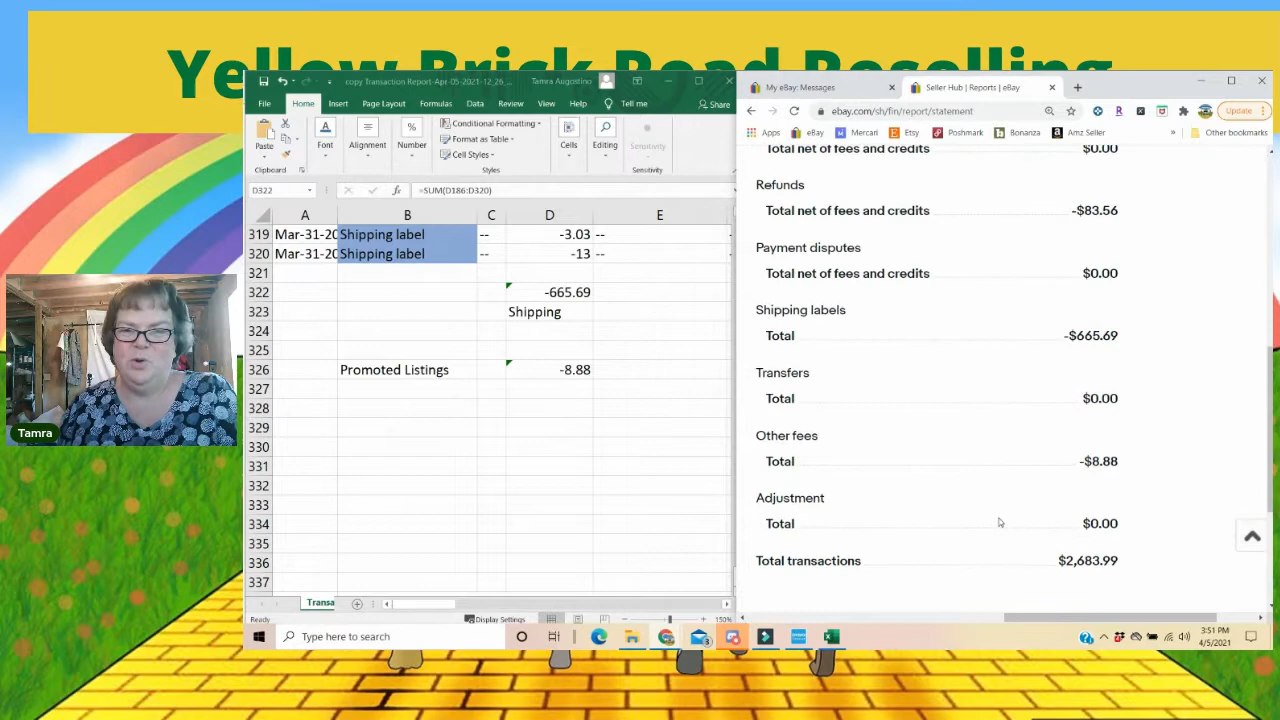 Yellow Brick Road Reselling
copy Transaction Report-Apr-05-2021-12_26_... Tamra Augostino
File Home Insert Page Layout Formulas Data Review View Help Tell me Share
Paste Font Alignment Number Conditional Formatting Format as Table Cell Styles Cells Editing Sensitivity
Clipboard Styles Sensitivity
D322 =SUM(D186:D320)
A B C D E
319 Mar-31-20 Shipping label -- -3.03 --
320 Mar-31-20 Shipping label -- -13 --
321
322 -665.69
323 Shipping
324
325
326 Promoted Listings -8.88
327
328
329
330
331
332
333
334
335
336
337
Transa
Ready Display Settings 150%
My eBay: Messages Seller Hub | Reports | eBay
ebay.com/sh/fin/report/statement Update
Apps eBay Mercari Etsy Poshmark Bonanza Amz Seller » Other bookmarks
Total net of fees and credits $0.00
Refunds
Total net of fees and credits -$83.56
Payment disputes
Total net of fees and credits $0.00
Shipping labels
Total -$665.69
Transfers
Total $0.00
Other fees
Total -$8.88
Adjustment
Total $0.00
Total transactions $2,683.99
Type here to search
3:51 PM
4/5/2021
Tamra